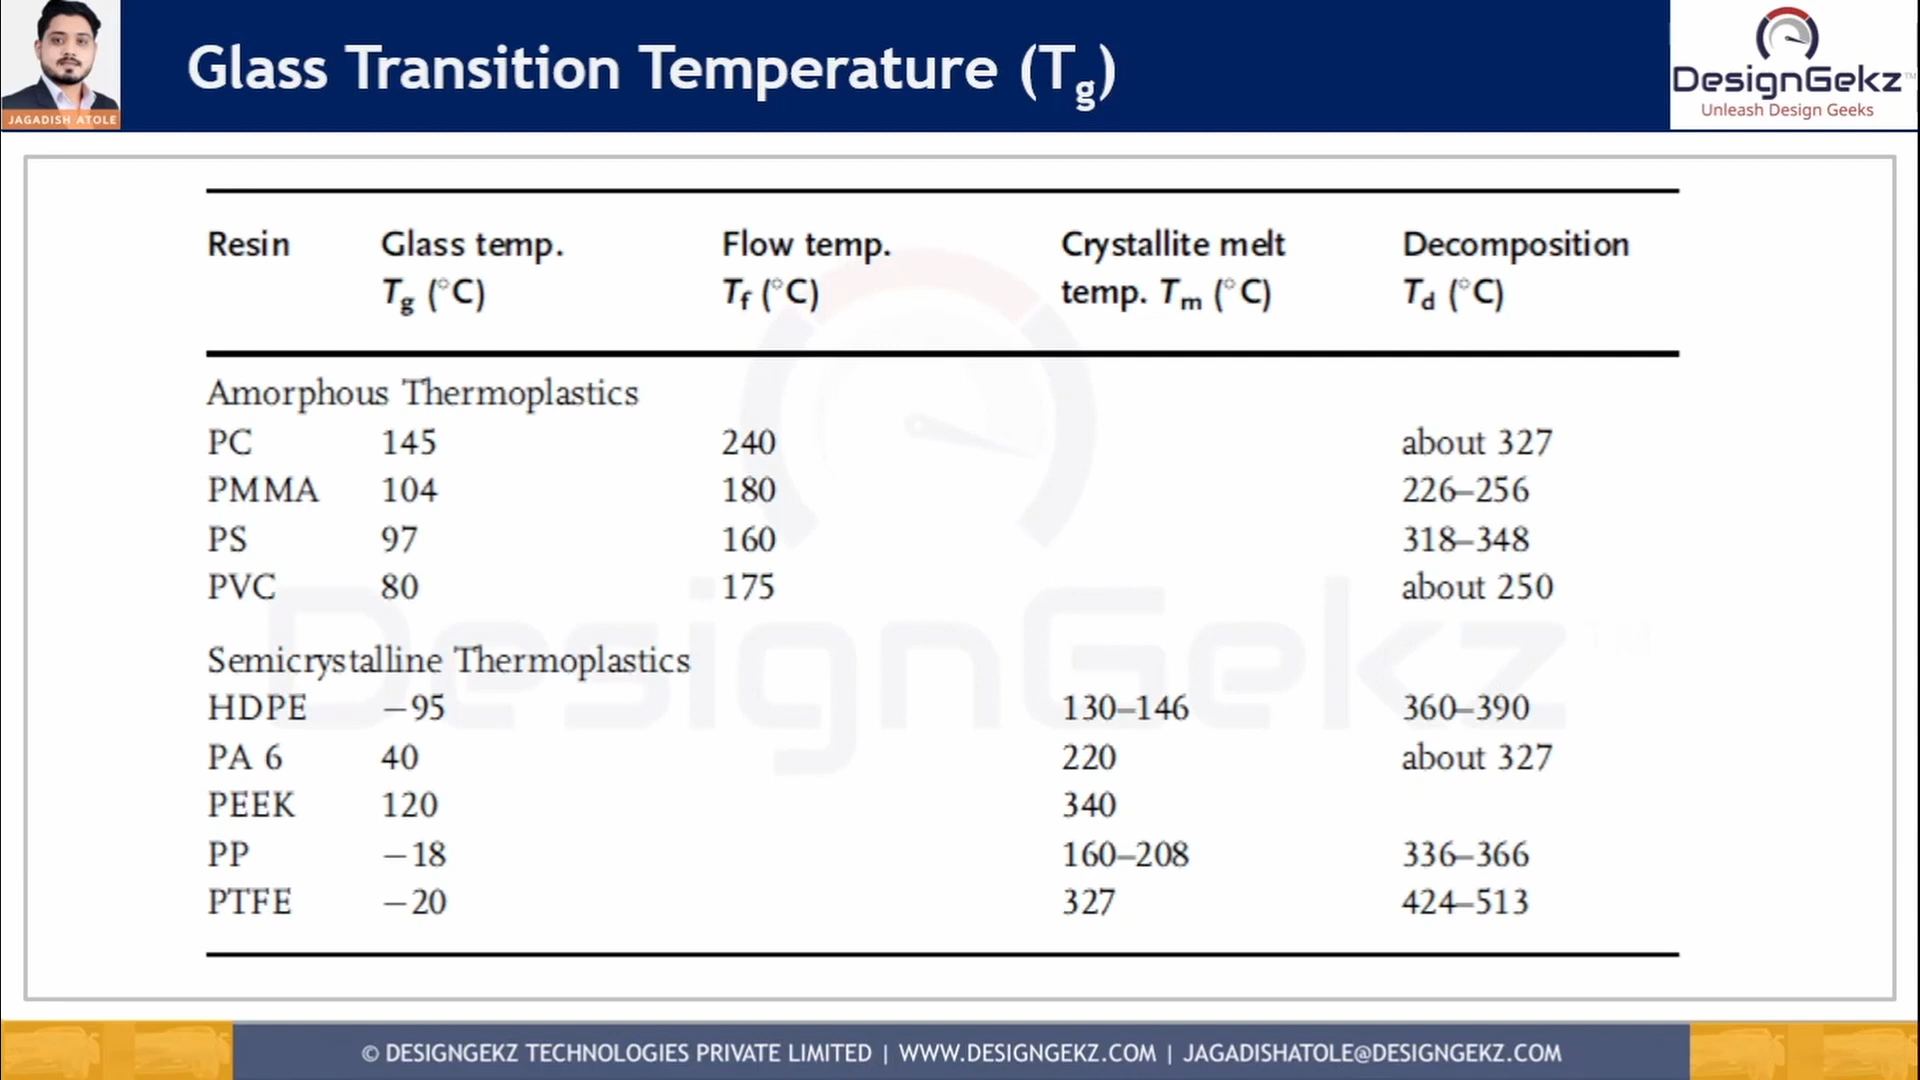 Glass Transition Temperature (Tg)
JAGADISH ATOLE
DesignGekz™
Unleash Design Geeks
Resin Glass temp. Flow temp. Crystallite melt Decomposition
Tg (°C) Tf (°C) temp. Tm (°C) Td (°C)
Amorphous Thermoplastics
PC 145 240 about 327
PMMA 104 180 226–256
PS 97 160 318–348
PVC 80 175 about 250
Semicrystalline Thermoplastics
HDPE −95 130–146 360–390
PA 6 40 220 about 327
PEEK 120 340
PP −18 160–208 336–366
PTFE −20 327 424–513
DesignGekz™
© DESIGNGEKZ TECHNOLOGIES PRIVATE LIMITED | WWW.DESIGNGEKZ.COM | JAGADISHATOLE@DESIGNGEKZ.COM